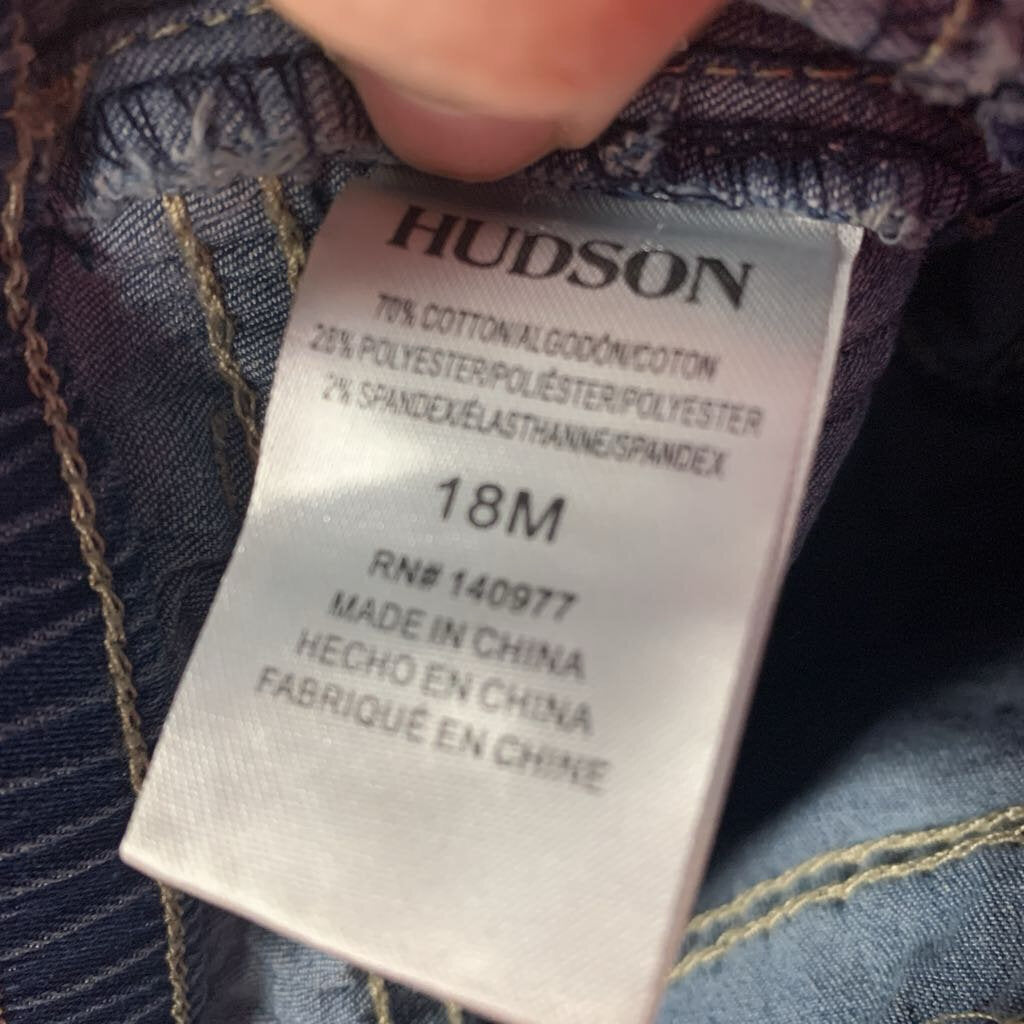 HUDSON
70% COTTON/ALGODÓN/COTON
28% POLYESTER/POLIÉSTER/POLYESTER
2% SPANDEX/ÉLASTHANNE/SPANDEX
18M
RN# 140977
MADE IN CHINA
HECHO EN CHINA
FABRIQUÉ EN CHINE